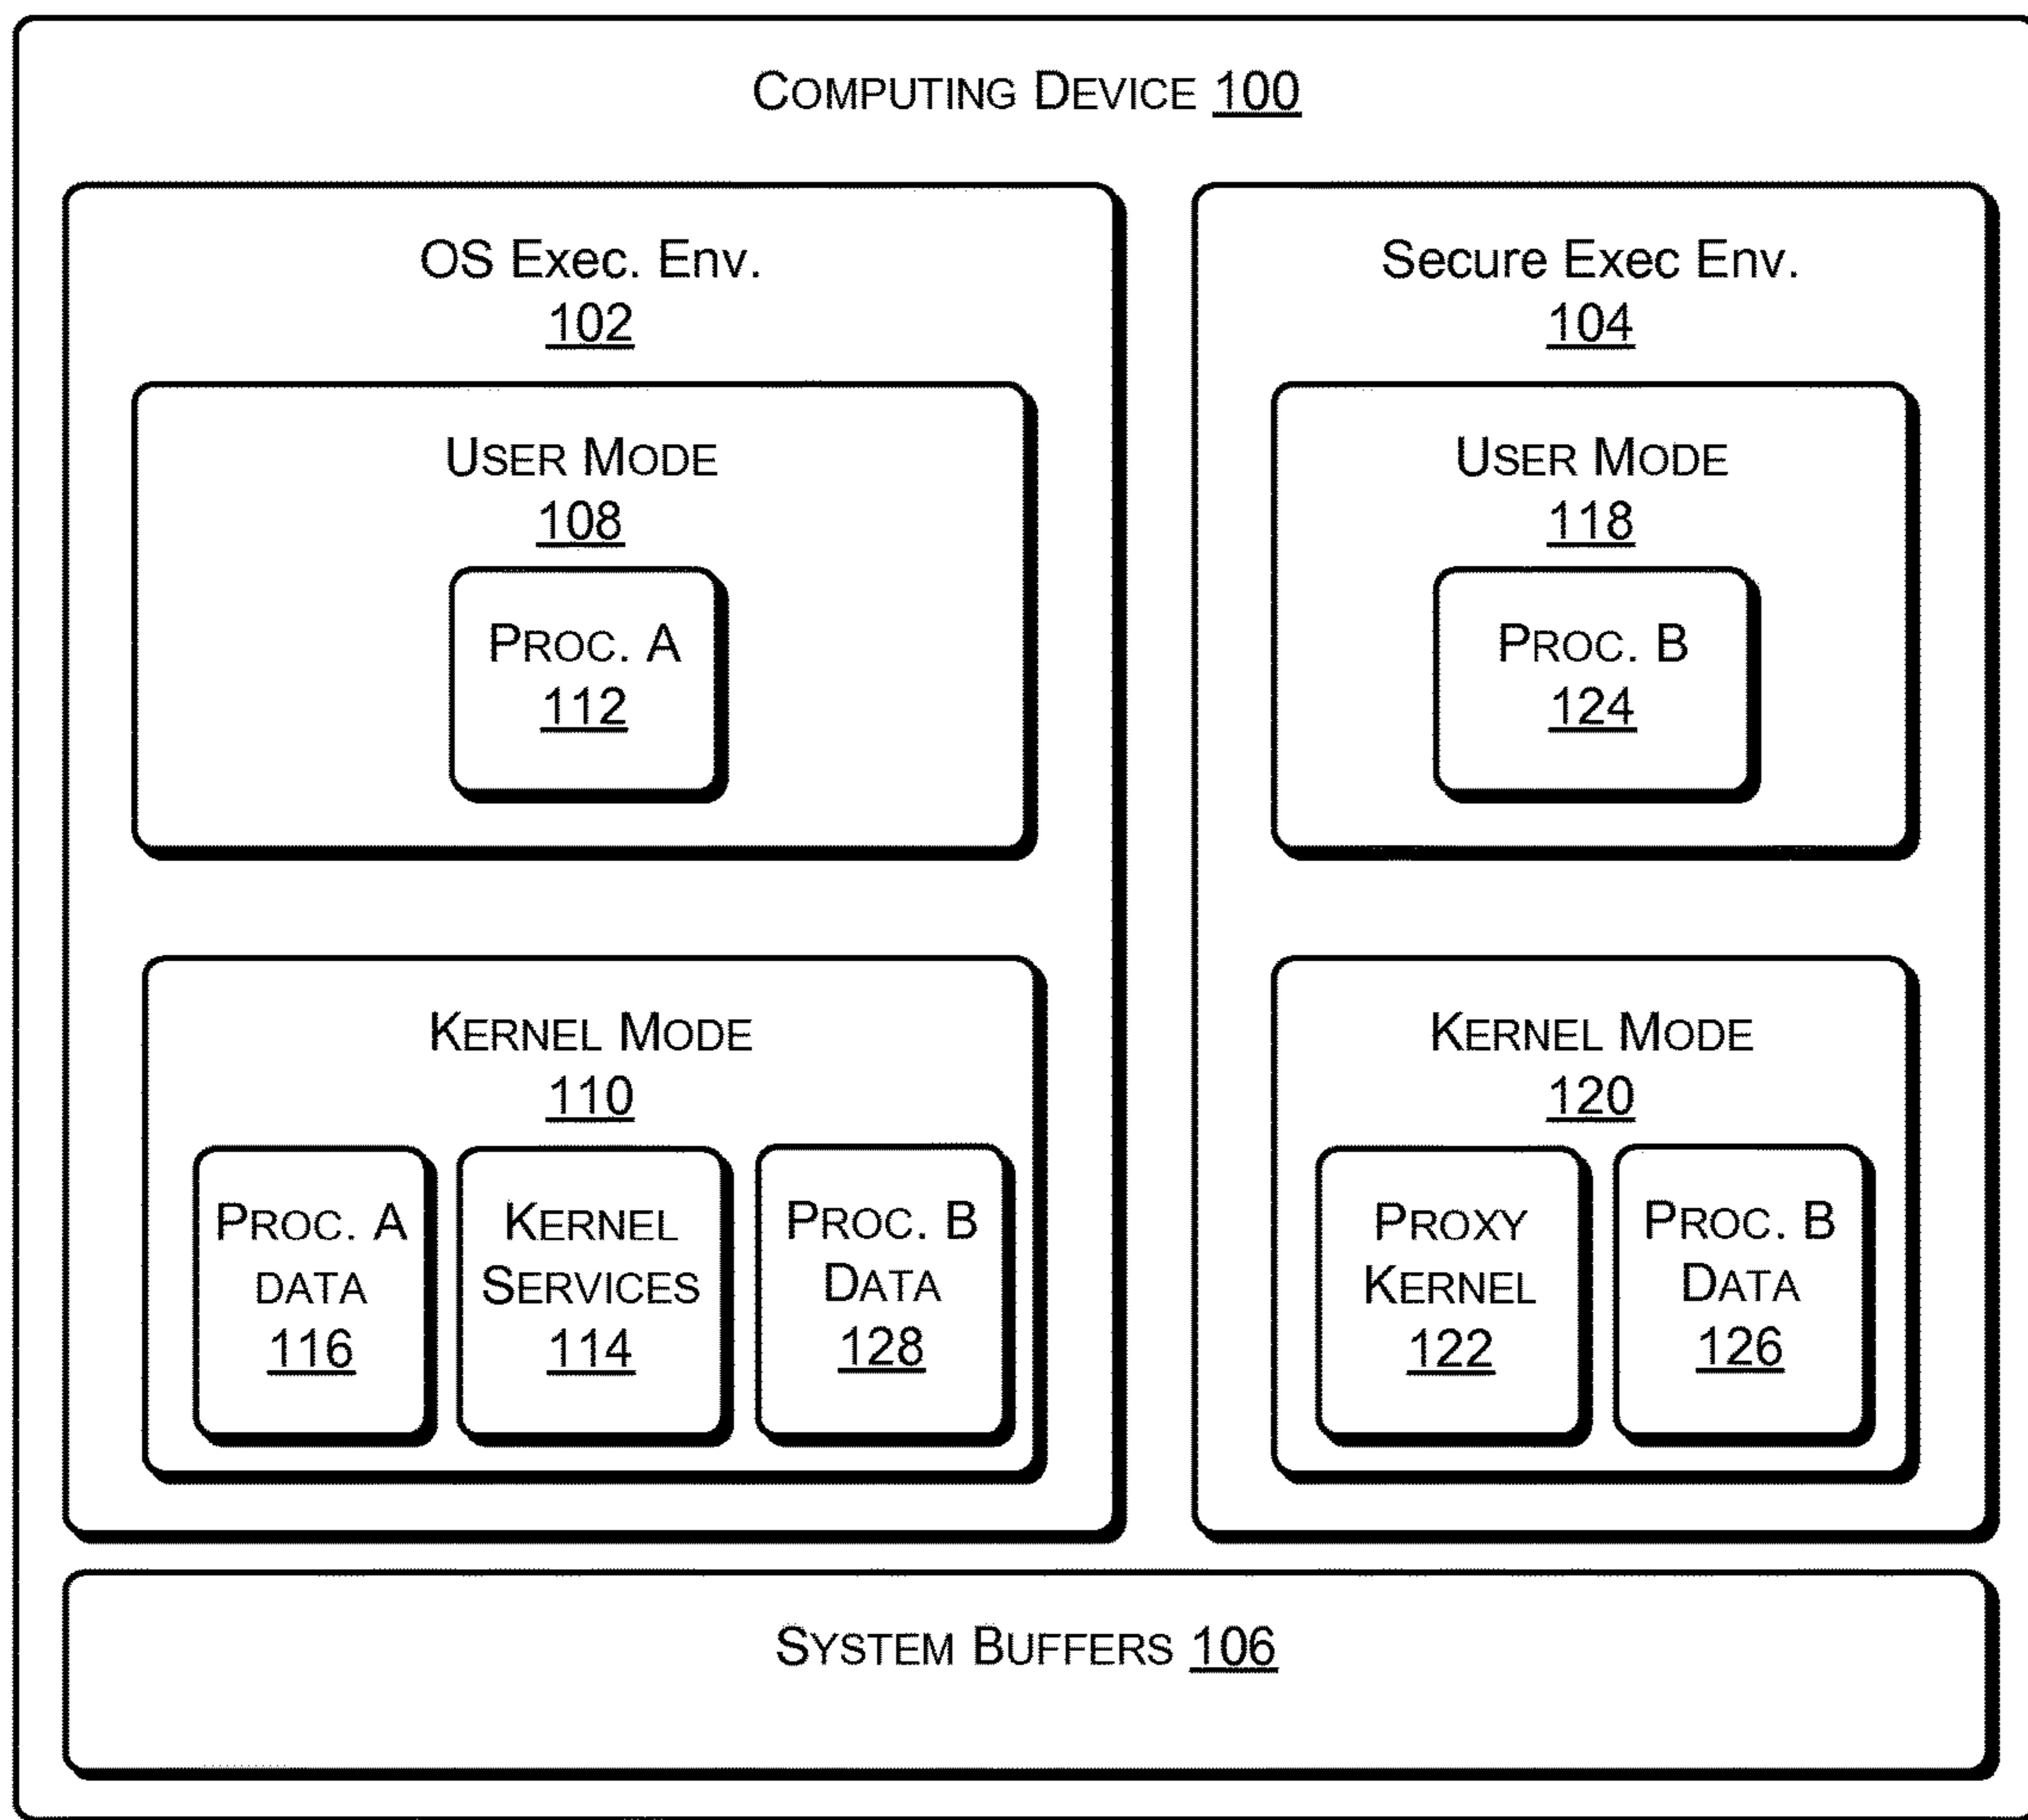 COMPUTING DEVICE 100
OS Exec. Env.
102
USER MODE
108
PROC. A
112
KERNEL MODE
110
PROC. A
DATA
116
KERNEL
SERVICES
114
PROC. B
DATA
128
Secure Exec Env.
104
USER MODE
118
PROC. B
124
KERNEL MODE
120
PROXY
KERNEL
122
PROC. B
DATA
126
SYSTEM BUFFERS 106